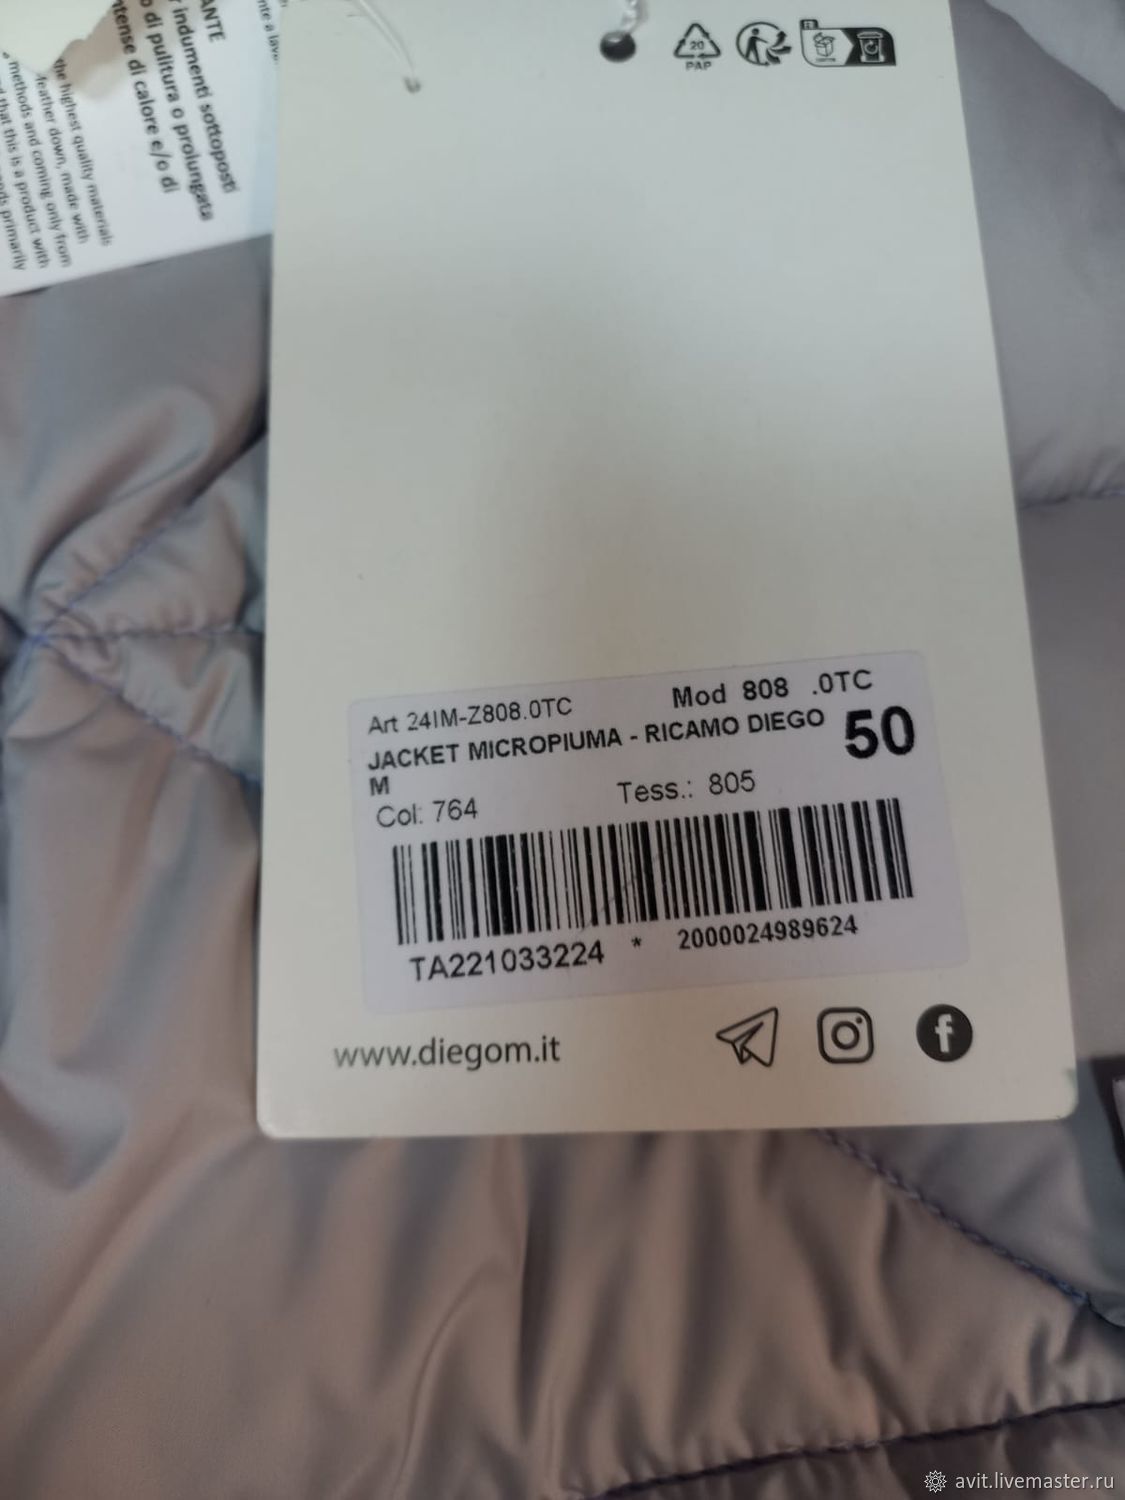 ANTE
indumenti sottoposti
o di pulitura o prolungata
ntense di calore e/o di
the highest quality materials
feather down, made with
methods and coming only from
that this is a product with
primarily
20
PAP
FR
Art 24IM-Z808.0TC
Mod 808 .0TC
JACKET MICROPIUMA - RICAMO DIEGO
M
50
Col: 764
Tess.: 805
TA221033224 * 2000024989624
www.diegom.it
avit.livemaster.ru